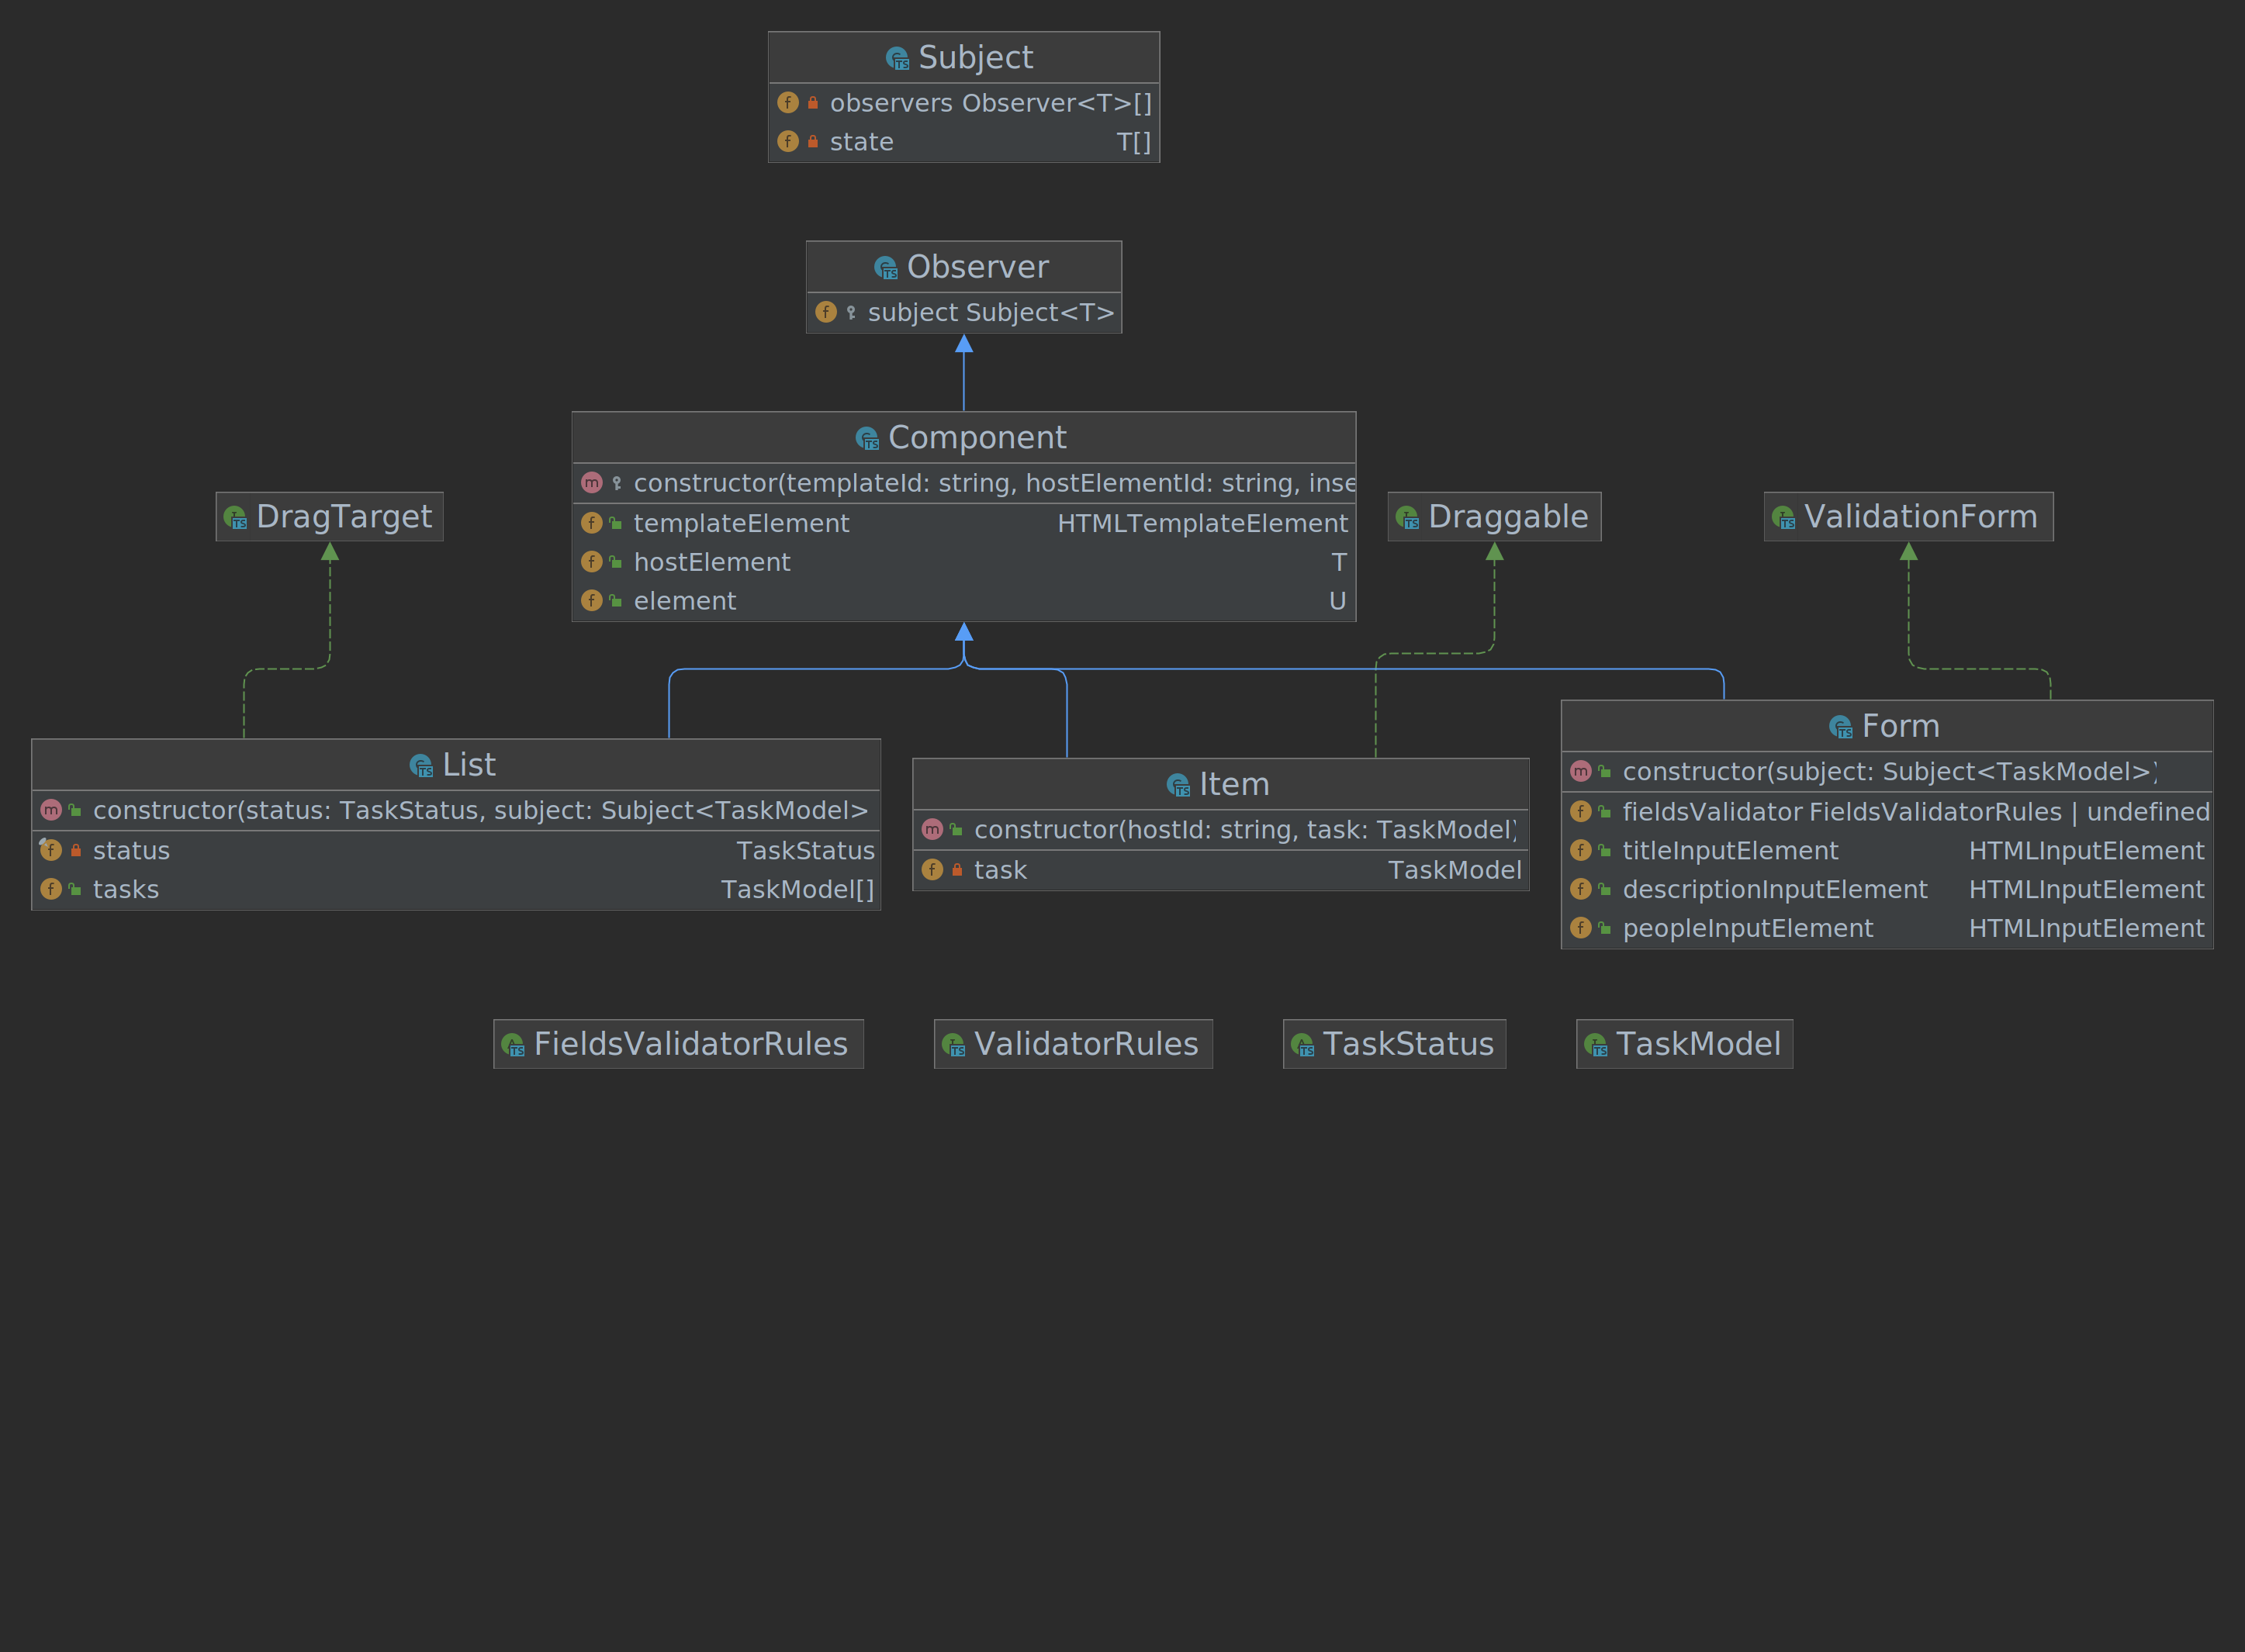 Subject
observers Observer<T>[]
state T[]
Observer
subject Subject<T>
Component
constructor(templateId: string, hostElementId: string, inse
templateElement HTMLTemplateElement
hostElement T
element U
DragTarget
Draggable
ValidationForm
List
constructor(status: TaskStatus, subject: Subject<TaskModel>
status TaskStatus
tasks TaskModel[]
Item
constructor(hostId: string, task: TaskModel)
task TaskModel
Form
constructor(subject: Subject<TaskModel>)
fieldsValidator FieldsValidatorRules | undefined
titleInputElement HTMLInputElement
descriptionInputElement HTMLInputElement
peopleInputElement HTMLInputElement
FieldsValidatorRules
ValidatorRules
TaskStatus
TaskModel